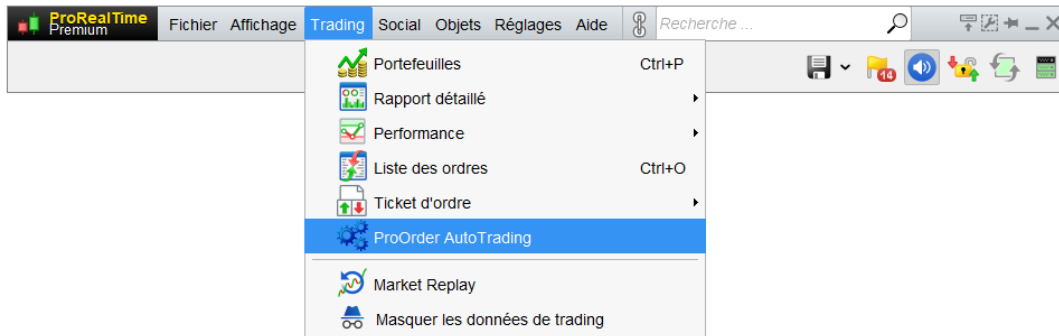 ProRealTime
Premium
Fichier Affichage Trading Social Objets Réglages Aide Recherche ...
14
Portefeuilles Ctrl+P
Rapport détaillé
Performance
Liste des ordres Ctrl+O
Ticket d'ordre
ProOrder AutoTrading
Market Replay
Masquer les données de trading